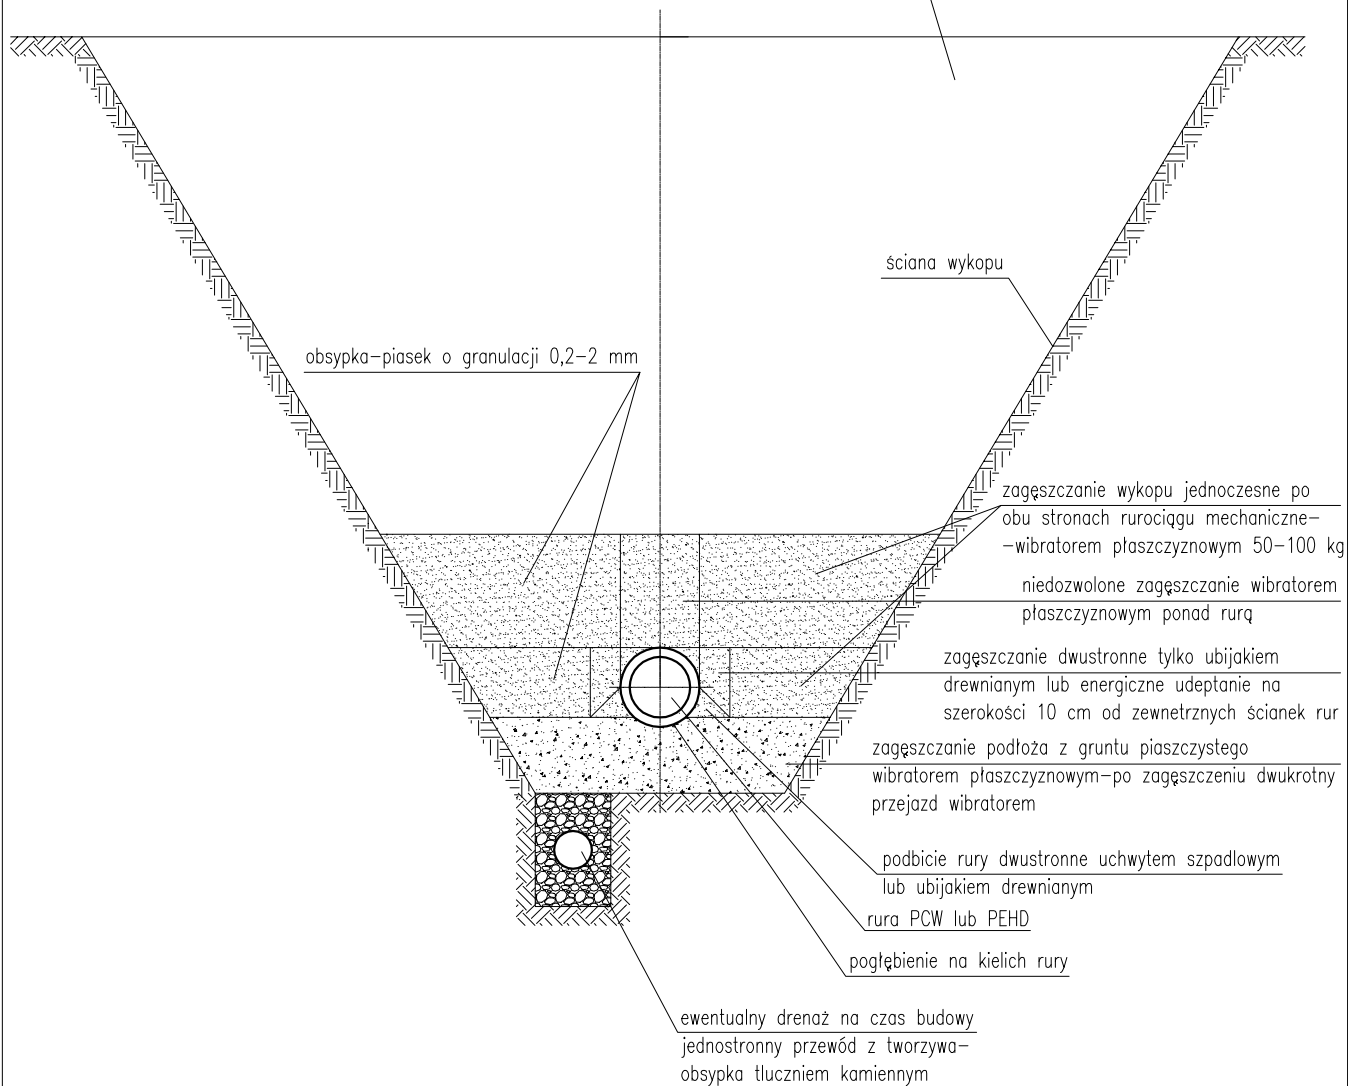 ściana wykopu
obsypka-piasek o granulacji 0,2-2 mm
zagęszczanie wykopu jednoczesne po
obu stronach rurociągu mechaniczne-
-wibratorem płaszczyznowym 50-100 kg
niedozwolone zagęszczanie wibratorem
płaszczyznowym ponad rurą
zagęszczanie dwustronne tylko ubijakiem
drewnianym lub energiczne udeptanie na
szerokości 10 cm od zewnetrznych ścianek rur
zagęszczanie podłoża z gruntu piaszczystego
wibratorem płaszczyznowym-po zagęszczeniu dwukrotny
przejazd wibratorem
podbicie rury dwustronne uchwytem szpadlowym
lub ubijakiem drewnianym
rura PCW lub PEHD
pogłębienie na kielich rury
ewentualny drenaż na czas budowy
jednostronny przewód z tworzywa-
obsypka tluczniem kamiennym